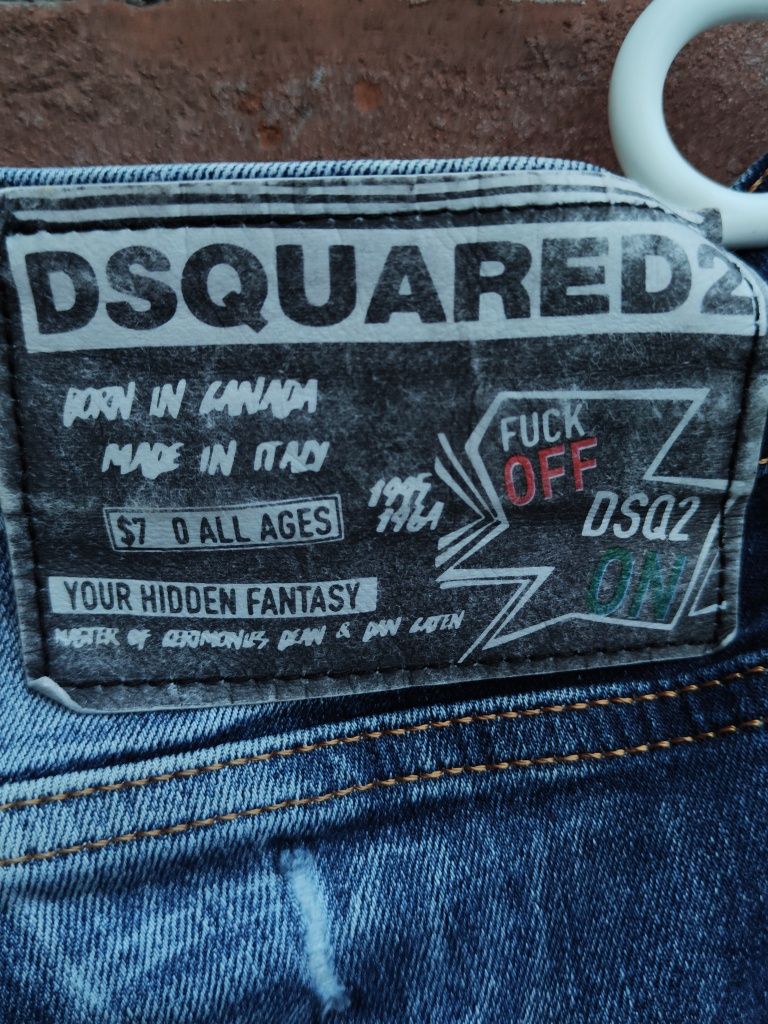 DSQUARED2
BORN IN CANADA
MADE IN ITALY
$7 0 ALL AGES
YOUR HIDDEN FANTASY
MASTER OF CERIMONIES DEAN & DAN CATEN
1995
1964
FUCK
OFF
DSQ2
ON